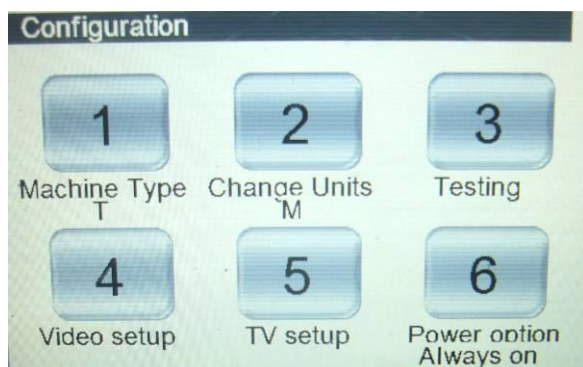 Configuration
1 2 3
Machine Type Change Units Testing
T M
4 5 6
Video setup TV setup Power option
Always on